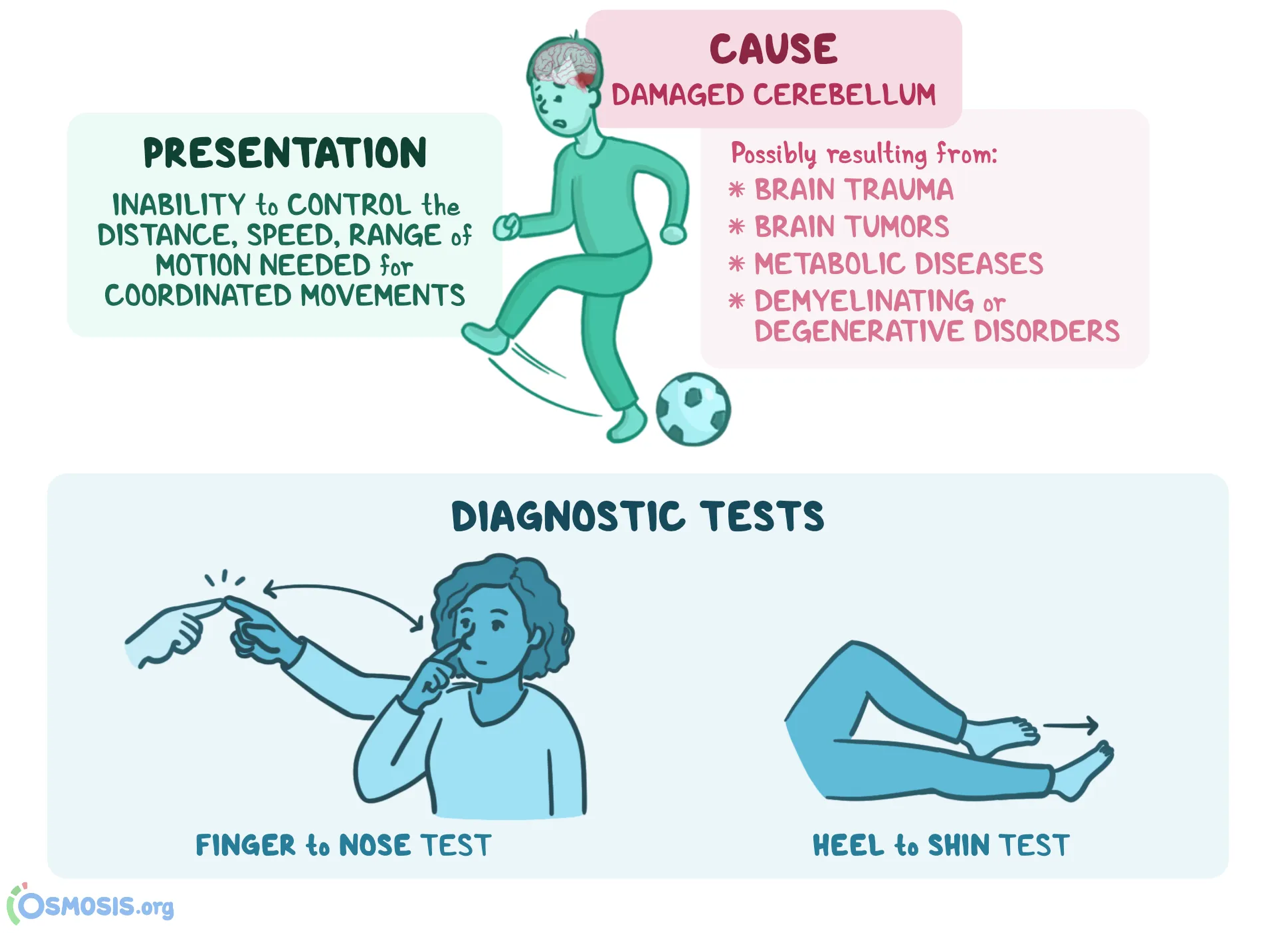 CAUSE
DAMAGED CEREBELLUM
PRESENTATION
INABILITY to CONTROL the
DISTANCE, SPEED, RANGE of
MOTION NEEDED for
COORDINATED MOVEMENTS
Possibly resulting from:
* BRAIN TRAUMA
* BRAIN TUMORS
* METABOLIC DISEASES
* DEMYELINATING or
DEGENERATIVE DISORDERS
DIAGNOSTIC TESTS
FINGER to NOSE TEST
HEEL to SHIN TEST
OSMOSIS.org